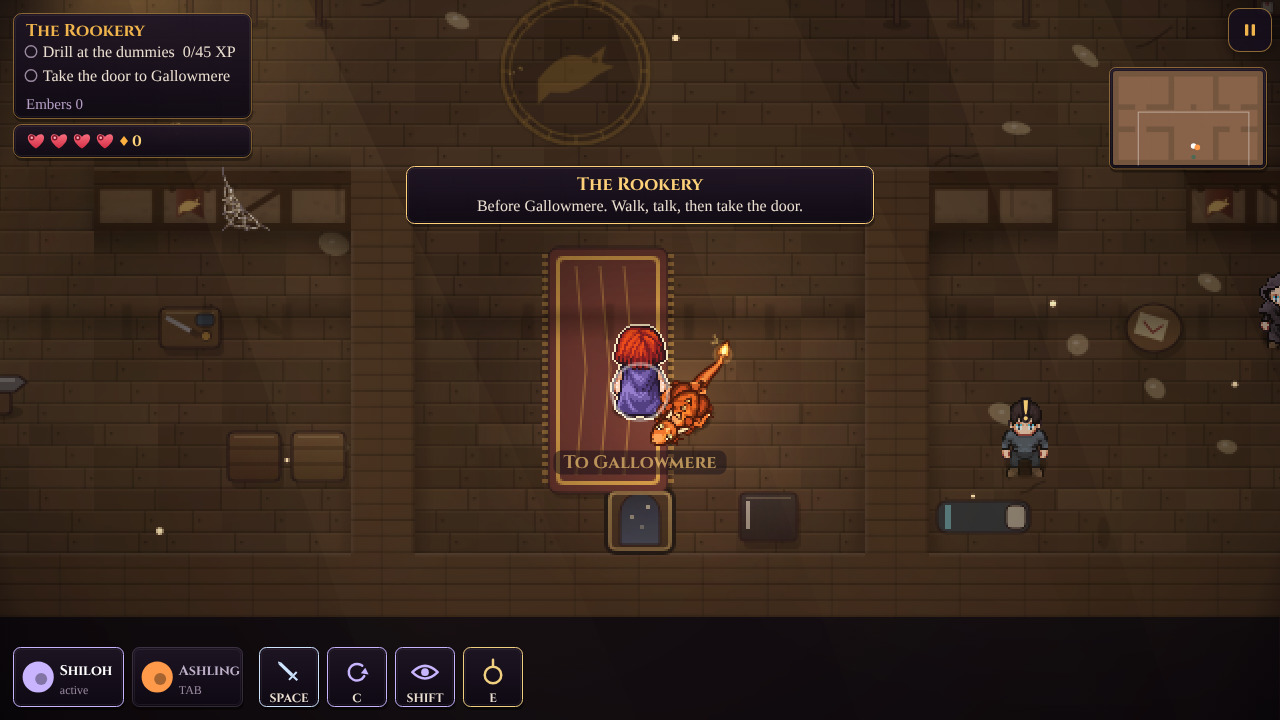 The Rookery
Drill at the dummies 0/45 XP
Take the door to Gallowmere
Embers 0
0
The Rookery
Before Gallowmere. Walk, talk, then take the door.
To Gallowmere
Shiloh
active
Ashling
TAB
SPACE
C
SHIFT
E